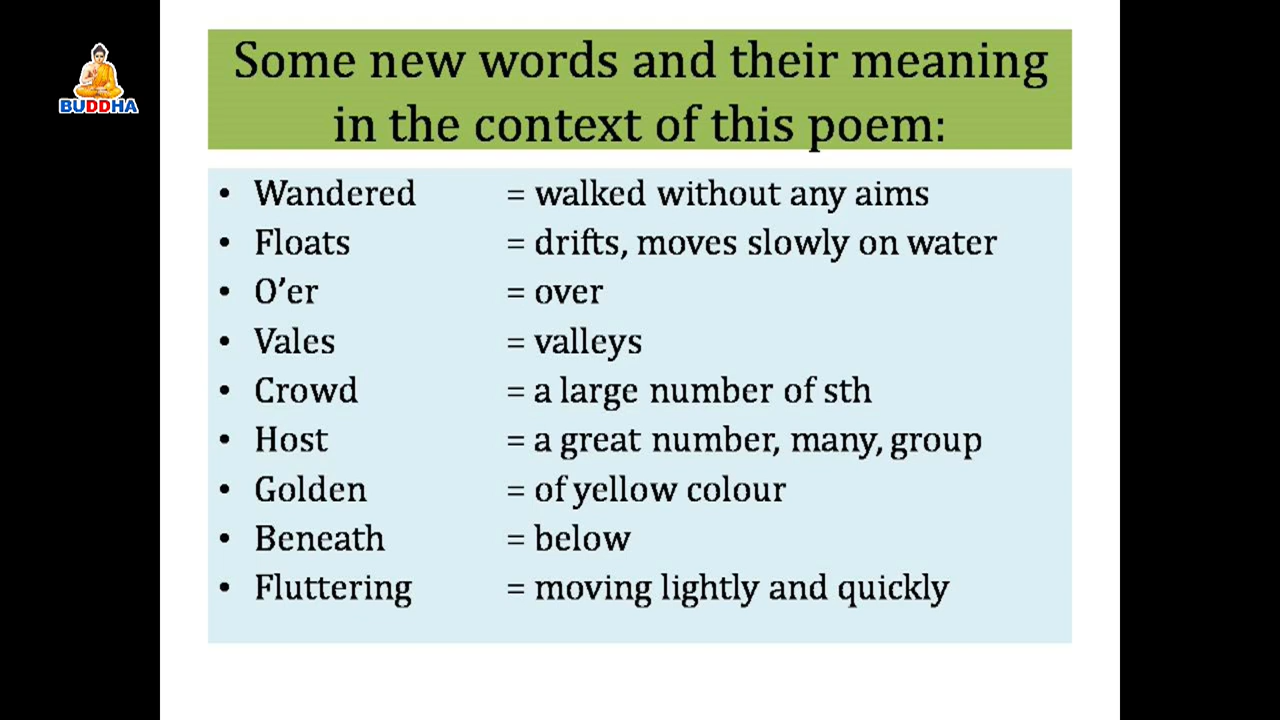 BUDDHA
Some new words and their meaning
in the context of this poem:
• Wandered = walked without any aims
• Floats = drifts, moves slowly on water
• O’er = over
• Vales = valleys
• Crowd = a large number of sth
• Host = a great number, many, group
• Golden = of yellow colour
• Beneath = below
• Fluttering = moving lightly and quickly